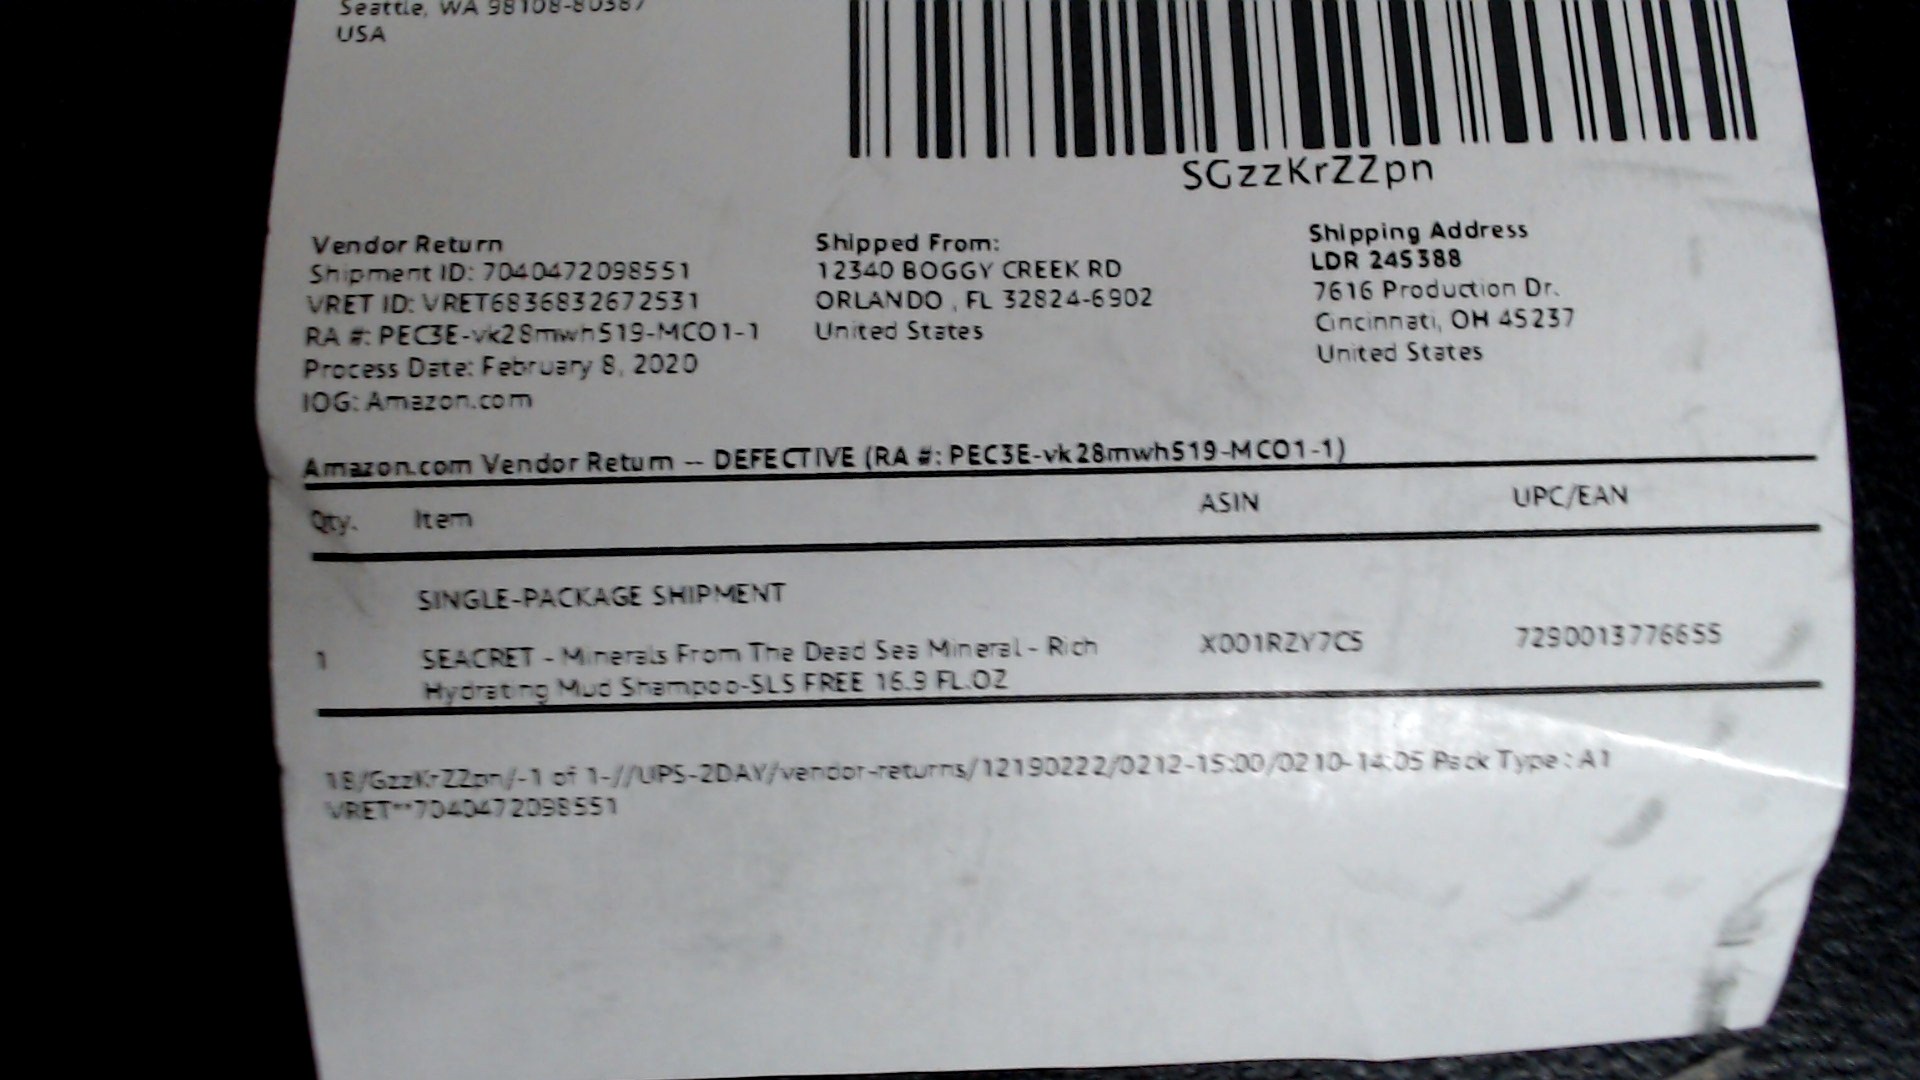 Seattle, WA 98108-80387
USA
SGzzKrZZpn
Vendor Return
Shipment ID: 7040472098551
VRET ID: VRET6836832672531
RA #: PEC3E-vk28mwh519-MCO1-1
Process Date: February 8, 2020
IOG: Amazon.com
Shipped From:
12340 BOGGY CREEK RD
ORLANDO , FL 32824-6902
United States
Shipping Address
LDR 245388
7616 Production Dr.
Cincinnati, OH 45237
United States
Amazon.com Vendor Return -- DEFECTIVE (RA #: PEC3E-vk28mwh519-MCO1-1)
Qty. Item ASIN UPC/EAN
SINGLE-PACKAGE SHIPMENT
1 SEACRET - Minerals From The Dead Sea Mineral - Rich X001RZY7C5 7290013776655
Hydrating Mud Shampoo-SLS FREE 16.9 FL.OZ
18/GzzKrZZpn/-1 of 1-//UPS-2DAY/vendor-returns/12190222/0212-15:00/0210-14:05 Pack Type : A1
VRET**7040472098551